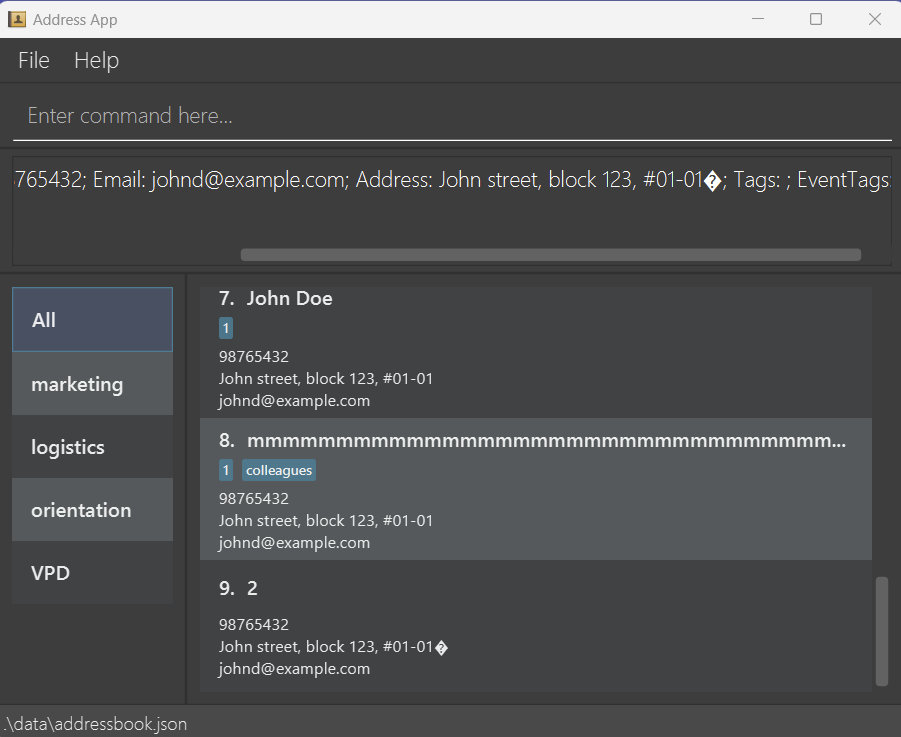 Address App
File Help
Enter command here...
765432; Email: johnd@example.com; Address: John street, block 123, #01-01�; Tags: ; EventTags:
All
marketing
logistics
orientation
VPD
7. John Doe
1
98765432
John street, block 123, #01-01
johnd@example.com
8. mmmmmmmmmmmmmmmmmmmmmmmmmmmmmmmmm...
1 colleagues
98765432
John street, block 123, #01-01
johnd@example.com
9. 2
98765432
John street, block 123, #01-01�
johnd@example.com
.\data\addressbook.json